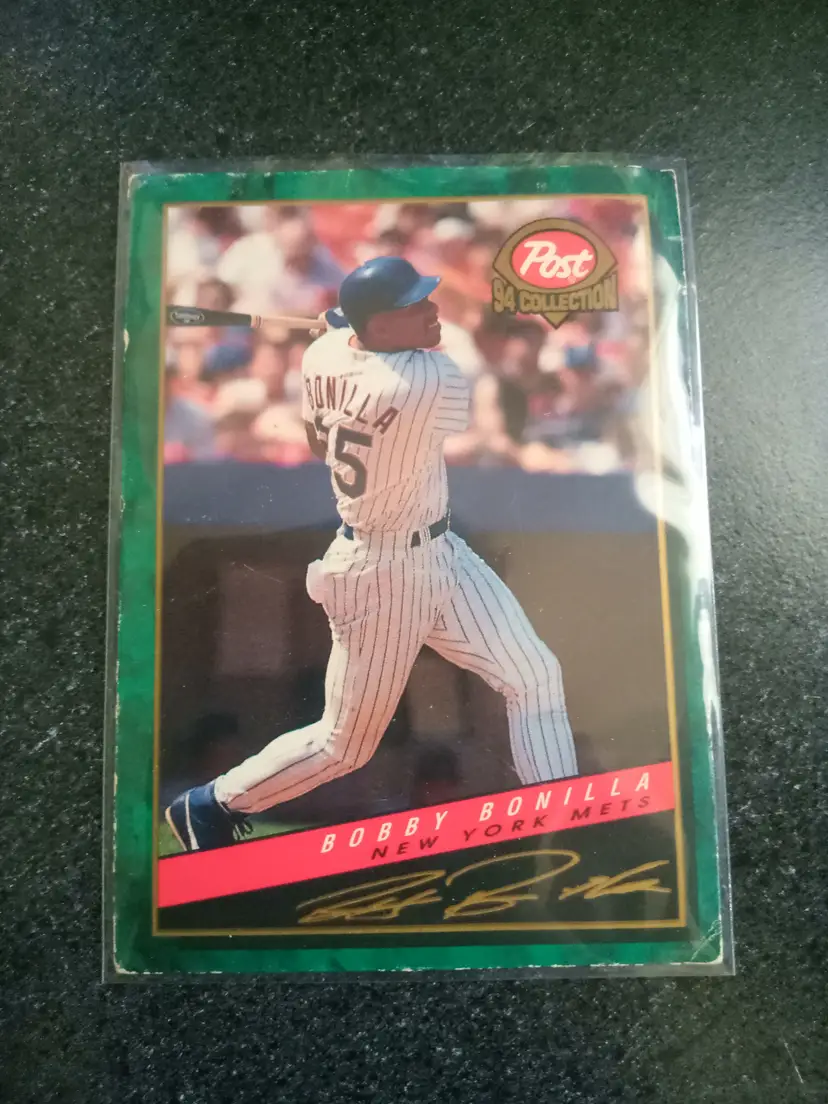 Post
94 COLLECTION
BONILLA
25
BOBBY BONILLA
NEW YORK METS